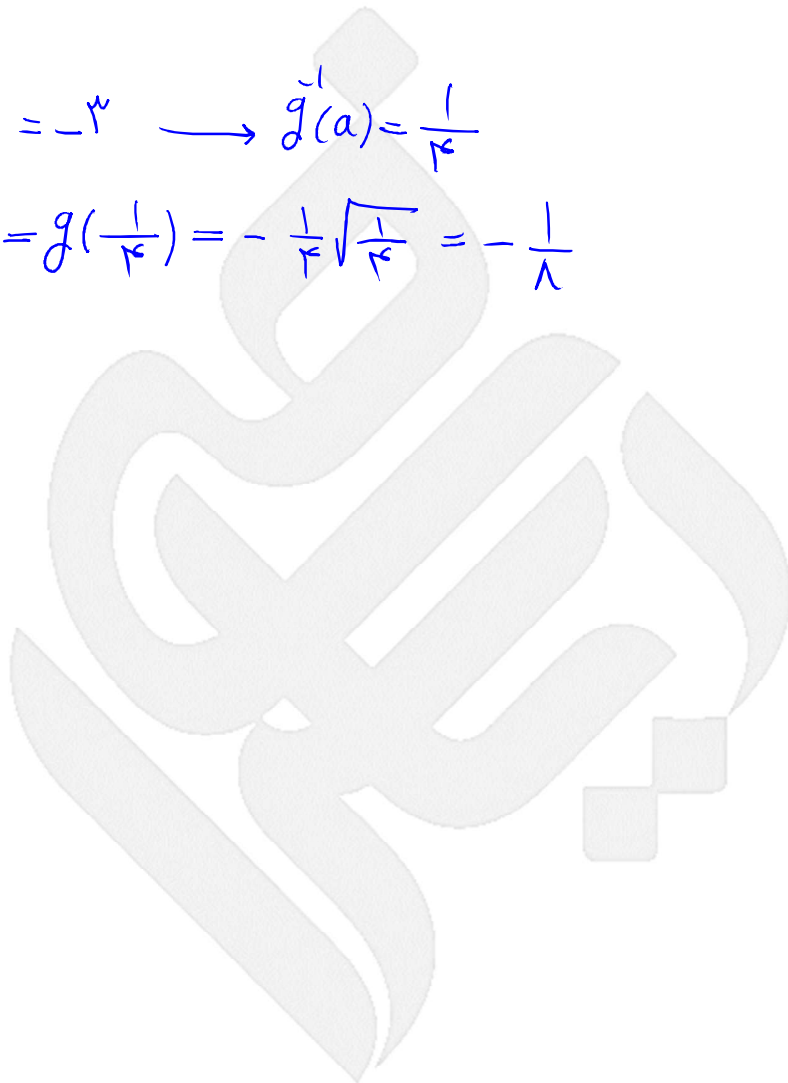 = -۳ ⟶ g⁻¹(a) = ۱/۴
= g(۱/۴) = - ۱/۴ √(۱/۴) = - ۱/۸